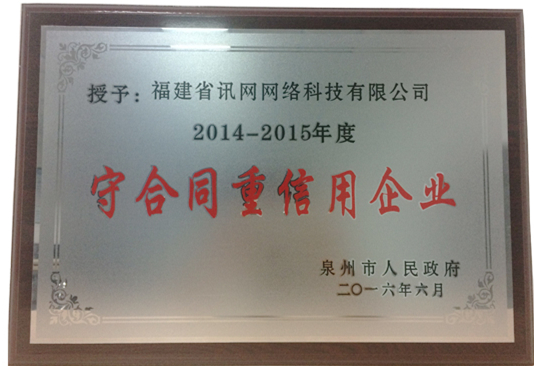 授予：福建省讯网网络科技有限公司
2014-2015年度
守合同重信用企业
泉州市人民政府
二〇一六年六月